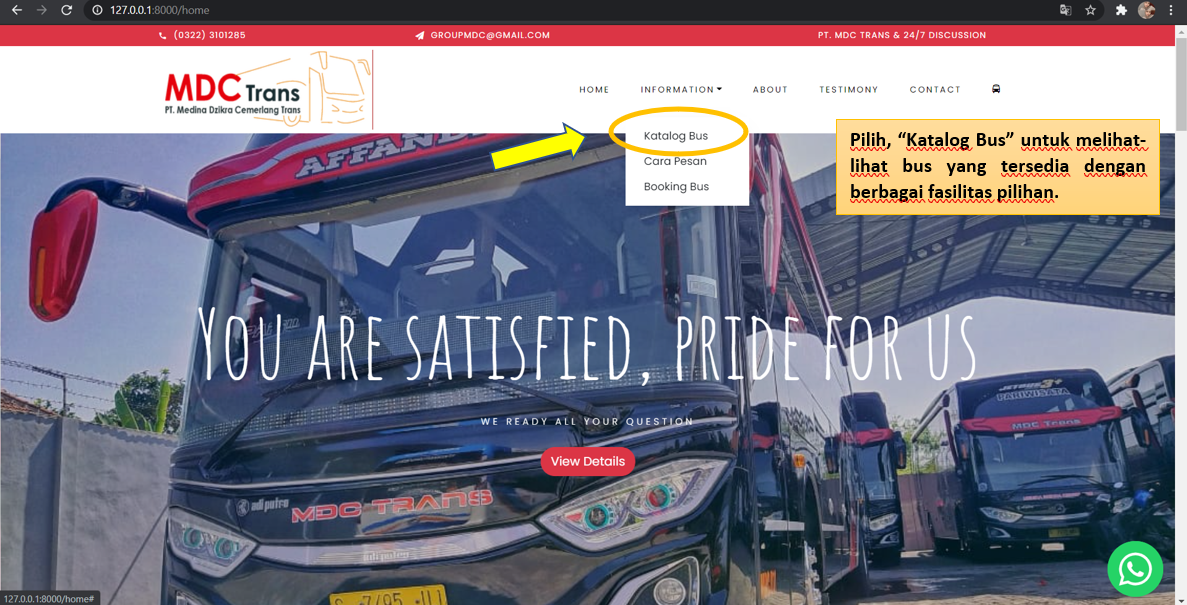 127.0.0.1:8000/home
(0322) 3101285
GROUPMDC@GMAIL.COM
PT. MDC TRANS & 24/7 DISCUSSION
MDC Trans
PT. Medina Dzikra Cemerlang Trans
HOME
INFORMATION
ABOUT
TESTIMONY
CONTACT
Katalog Bus
Cara Pesan
Booking Bus
Pilih, “Katalog Bus” untuk melihat-
lihat bus yang tersedia dengan
berbagai fasilitas pilihan.
AFFAN
YOU ARE SATISFIED, PRIDE FOR US
WE READY ALL YOUR QUESTION
View Details
JETBUS3+
PARIWISATA
MDC Trans
adiputro
MDC TRANS
127.0.0.1:8000/home#